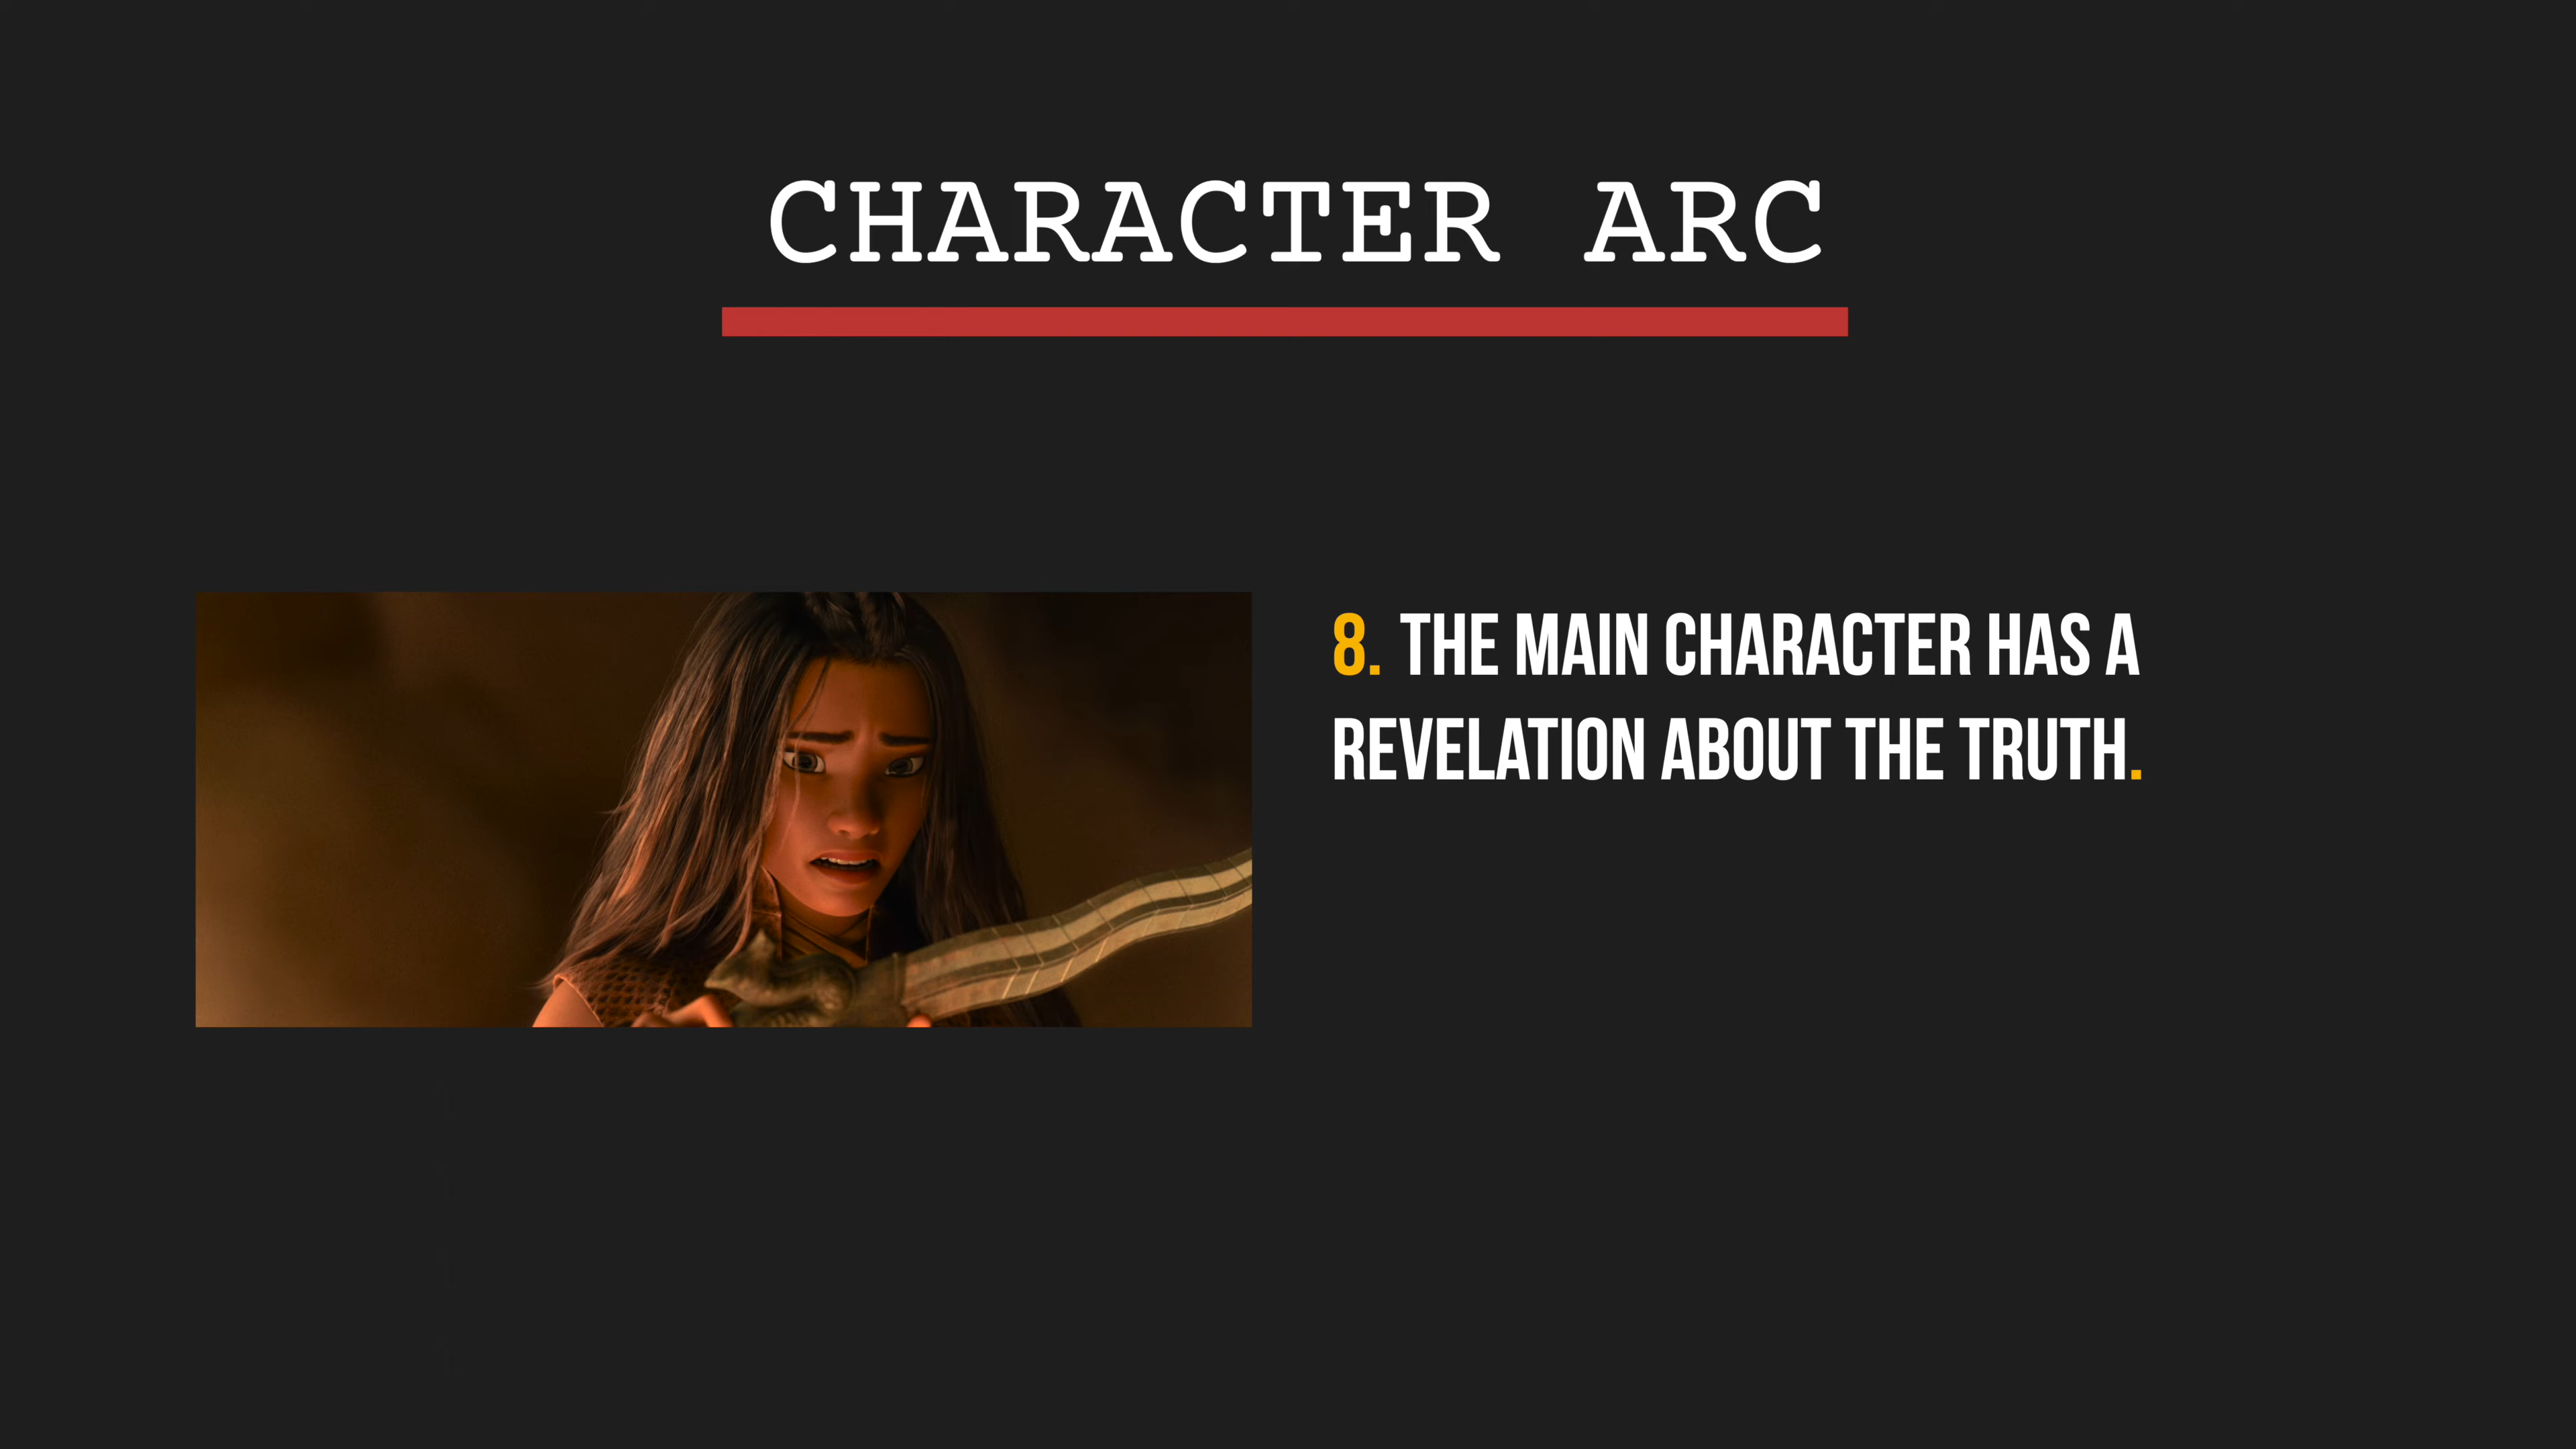 CHARACTER ARC
8. THE MAIN CHARACTER HAS A
REVELATION ABOUT THE TRUTH.